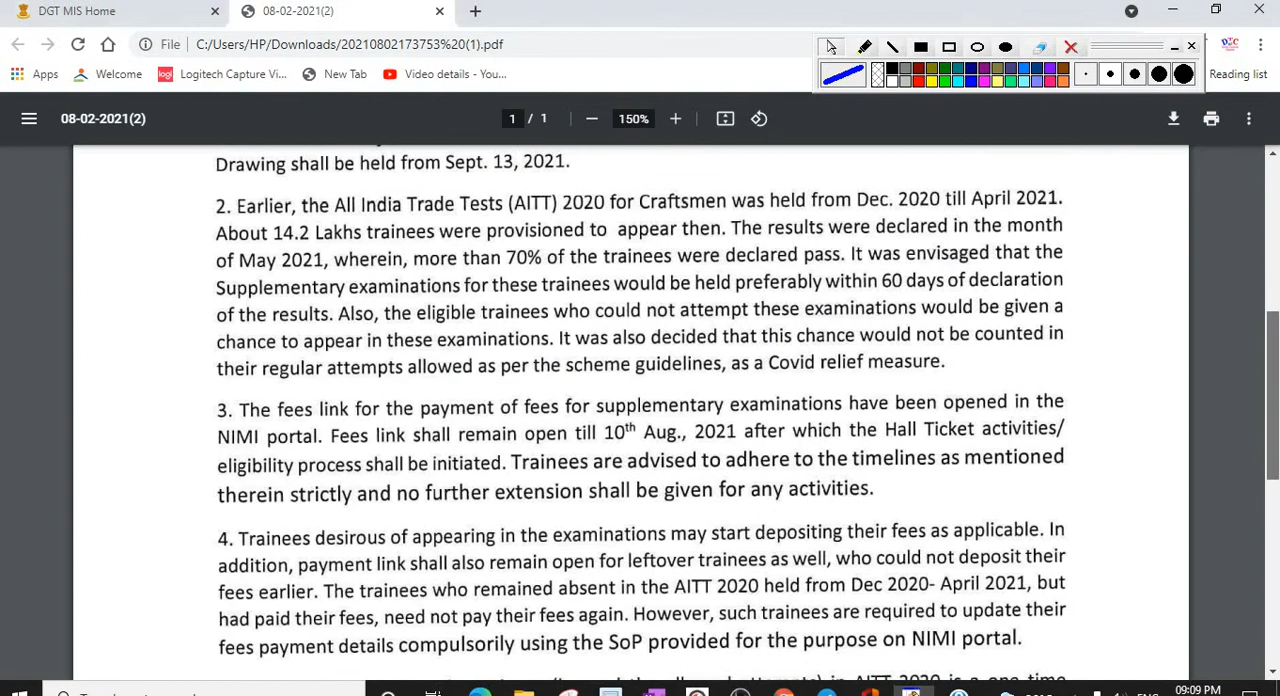 DGT MIS Home
08-02-2021(2)
File C:/Users/HP/Downloads/20210802173753%20(1).pdf
Apps Welcome Logitech Capture Vi... New Tab Video details - You...
Reading list
08-02-2021(2) 1 / 1 150%
Drawing shall be held from Sept. 13, 2021.
2. Earlier, the All India Trade Tests (AITT) 2020 for Craftsmen was held from Dec. 2020 till April 2021.
About 14.2 Lakhs trainees were provisioned to appear then. The results were declared in the month
of May 2021, wherein, more than 70% of the trainees were declared pass. It was envisaged that the
Supplementary examinations for these trainees would be held preferably within 60 days of declaration
of the results. Also, the eligible trainees who could not attempt these examinations would be given a
chance to appear in these examinations. It was also decided that this chance would not be counted in
their regular attempts allowed as per the scheme guidelines, as a Covid relief measure.
3. The fees link for the payment of fees for supplementary examinations have been opened in the
NIMI portal. Fees link shall remain open till 10th Aug., 2021 after which the Hall Ticket activities/
eligibility process shall be initiated. Trainees are advised to adhere to the timelines as mentioned
therein strictly and no further extension shall be given for any activities.
4. Trainees desirous of appearing in the examinations may start depositing their fees as applicable. In
addition, payment link shall also remain open for leftover trainees as well, who could not deposit their
fees earlier. The trainees who remained absent in the AITT 2020 held from Dec 2020- April 2021, but
had paid their fees, need not pay their fees again. However, such trainees are required to update their
fees payment details compulsorily using the SoP provided for the purpose on NIMI portal.
in AITT 2020 is a one time
09:09 PM